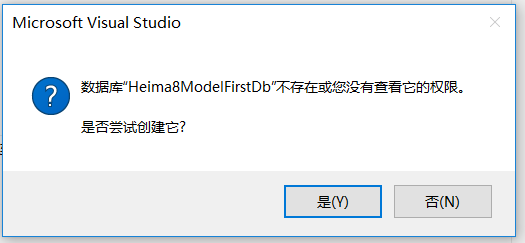 Microsoft Visual Studio
数据库“Heima8ModelFirstDb”不存在或您没有查看它的权限。
是否尝试创建它?
是(Y)
否(N)